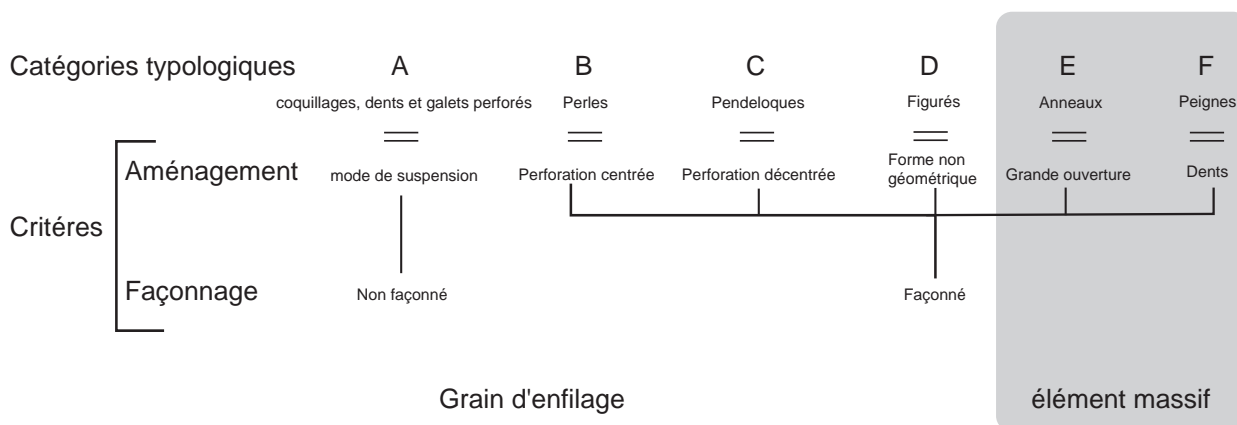 Catégories typologiques A B C D E F
coquillages, dents et galets perforés Perles Pendeloques Figurés Anneaux Peignes
Aménagement mode de suspension Perforation centrée Perforation décentrée Forme non géométrique Grande ouverture Dents
Critéres
Façonnage Non façonné Façonné
Grain d'enfilage élément massif